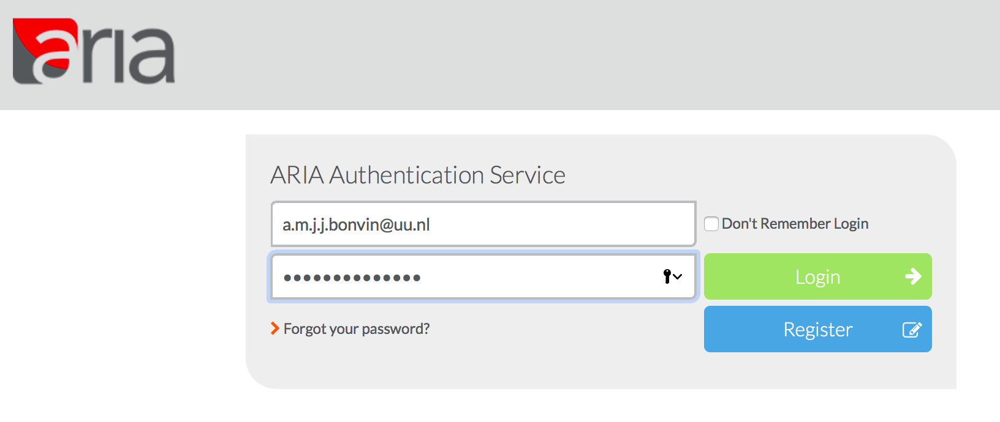 aria
ARIA Authentication Service
a.m.j.j.bonvin@uu.nl
Don't Remember Login
••••••••••••••
Login
Forgot your password?
Register